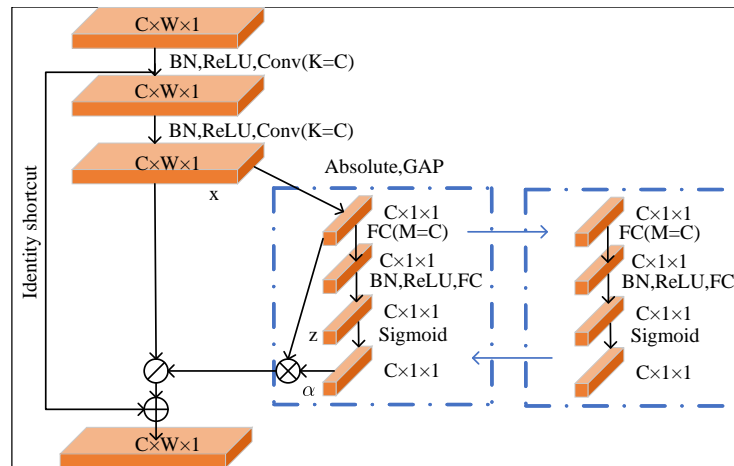 C×W×1
BN,ReLU,Conv(K=C)
C×W×1
BN,ReLU,Conv(K=C)
C×W×1
x
Identity shortcut
Absolute,GAP
C×1×1
FC(M=C)
C×1×1
BN,ReLU,FC
C×1×1
z
Sigmoid
C×1×1
α
C×1×1
FC(M=C)
C×1×1
BN,ReLU,FC
C×1×1
Sigmoid
C×1×1
C×W×1